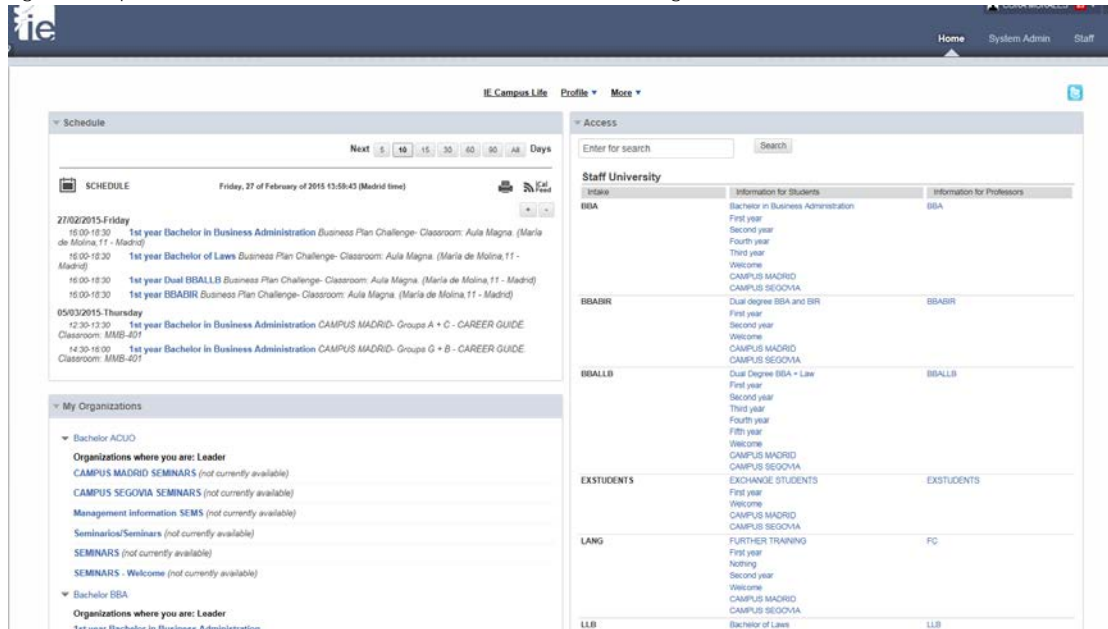 ie
Home System Admin Staff
IE Campus Life Profile More
Schedule
Next 5 10 15 30 60 90 All Days
SCHEDULE Friday, 27 of February of 2015 13:59:43 (Madrid time) iCal Feed
+ -
27/02/2015-Friday
16:00-18:30 1st year Bachelor in Business Administration Business Plan Challenge- Classroom: Aula Magna. (María
de Molina,11 - Madrid)
16:00-18:30 1st year Bachelor of Laws Business Plan Challenge- Classroom: Aula Magna. (María de Molina,11 -
Madrid)
16:00-18:30 1st year Dual BBALLB Business Plan Challenge- Classroom: Aula Magna. (María de Molina,11 - Madrid)
16:00-18:30 1st year BBABIR Business Plan Challenge- Classroom: Aula Magna. (María de Molina,11 - Madrid)
05/03/2015-Thursday
12:30-13:30 1st year Bachelor in Business Administration CAMPUS MADRID- Groups A + C - CAREER GUIDE.
Classroom: MMB-401
14:30-16:00 1st year Bachelor in Business Administration CAMPUS MADRID- Groups G + B - CAREER GUIDE.
Classroom: MMB-401
My Organizations
Bachelor ACUO
Organizations where you are: Leader
CAMPUS MADRID SEMINARS (not currently available)
CAMPUS SEGOVIA SEMINARS (not currently available)
Management information SEMS (not currently available)
Seminarios/Seminars (not currently available)
SEMINARS (not currently available)
SEMINARS - Welcome (not currently available)
Bachelor BBA
Organizations where you are: Leader
1st year Bachelor in Business Administration
Access
Enter for search Search
Staff University
Intake Information for Students Information for Professors
BBA Bachelor in Business Administration BBA
First year
Second year
Fourth year
Third year
Welcome
CAMPUS MADRID
CAMPUS SEGOVIA
BBABIR Dual degree BBA and BIR BBABIR
First year
Second year
Welcome
CAMPUS MADRID
CAMPUS SEGOVIA
BBALLB Dual Degree BBA + Law BBALLB
First year
Second year
Third year
Fourth year
Fifth year
Welcome
CAMPUS MADRID
CAMPUS SEGOVIA
EXSTUDENTS EXCHANGE STUDENTS EXSTUDENTS
First year
Welcome
CAMPUS MADRID
CAMPUS SEGOVIA
LANG FURTHER TRAINING FC
First year
Nothing
Second year
Welcome
CAMPUS MADRID
CAMPUS SEGOVIA
LLB Bachelor of Laws LLB